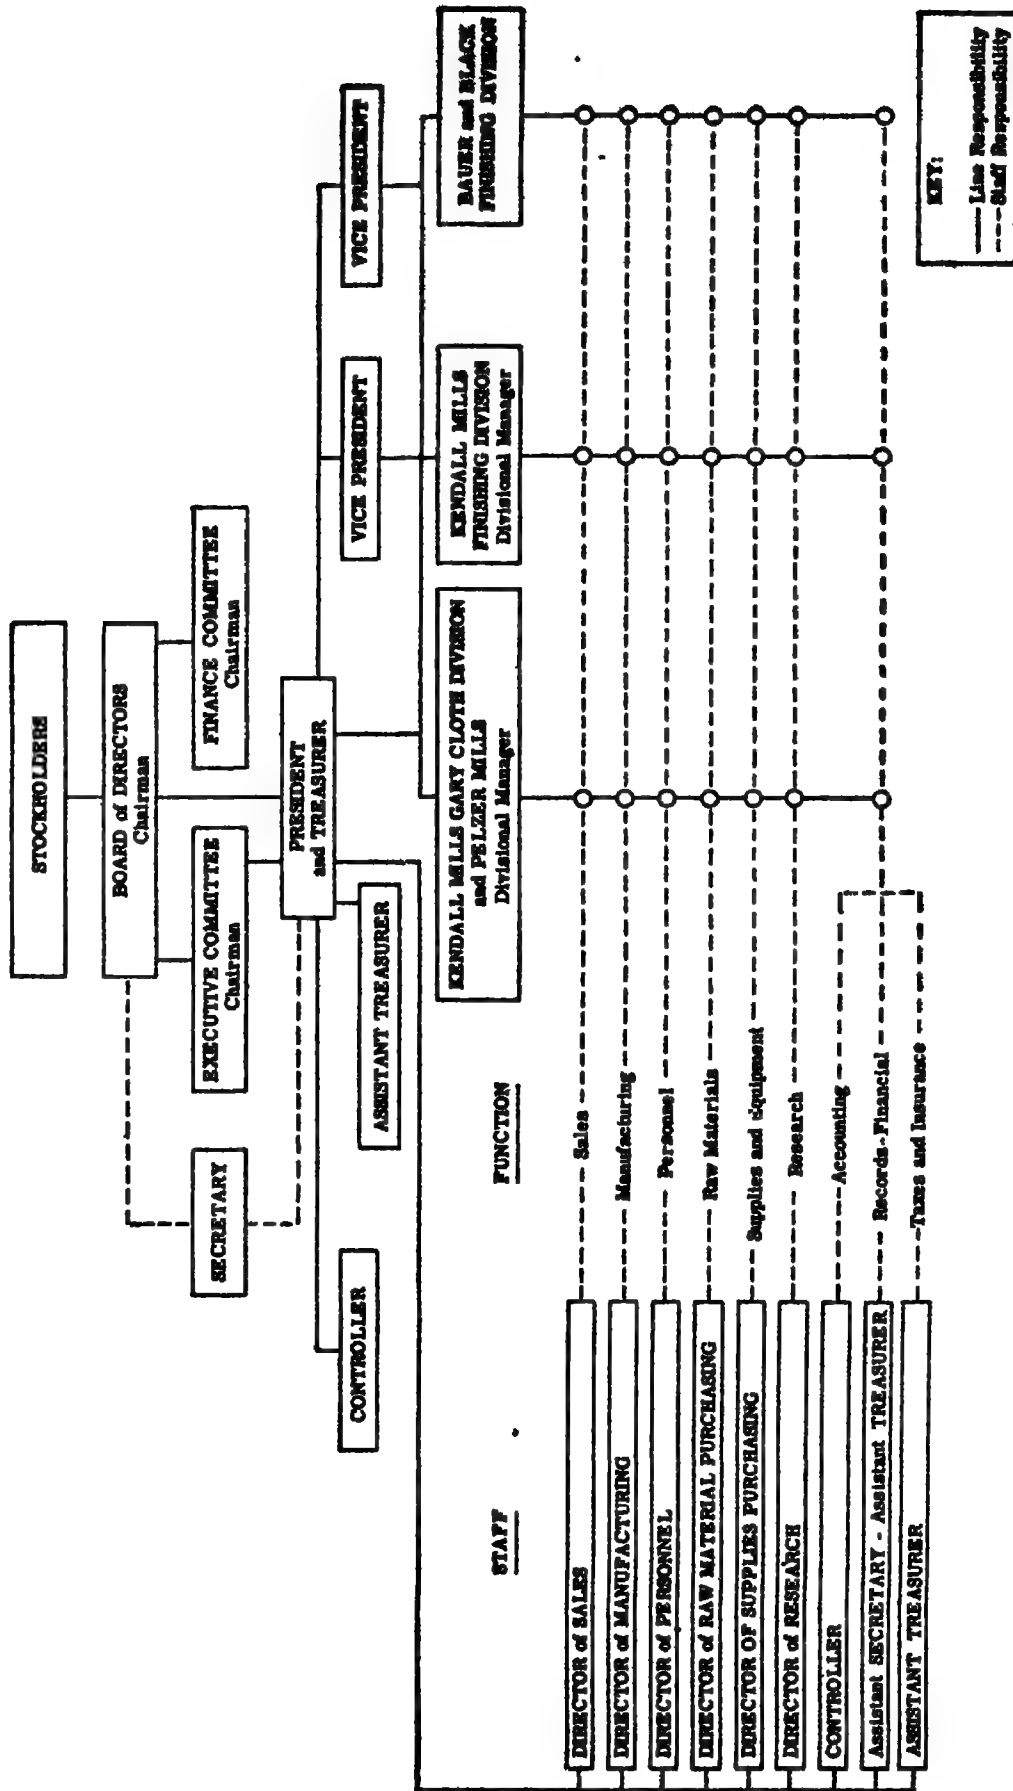 STOCKHOLDERS
BOARD of DIRECTORS
Chairman
EXECUTIVE COMMITTEE
Chairman
FINANCE COMMITTEE
Chairman
SECRETARY
PRESIDENT
and TREASURER
CONTROLLER
ASSISTANT TREASURER
VICE PRESIDENT
VICE PRESIDENT
KENDALL MILLS GARY CLOTH DIVISION
and PELZER MILLS
Divisional Manager
KENDALL MILLS
FINISHING DIVISION
Divisional Manager
BAUER and BLACK
FINISHING DIVISION
STAFF
FUNCTION
DIRECTOR of SALES
Sales
DIRECTOR of MANUFACTURING
Manufacturing
DIRECTOR of PERSONNEL
Personnel
DIRECTOR of RAW MATERIAL PURCHASING
Raw Materials
DIRECTOR OF SUPPLIES PURCHASING
Supplies and Equipment
DIRECTOR of RESEARCH
Research
CONTROLLER
Accounting
Assistant SECRETARY - Assistant TREASURER
Records-Financial
ASSISTANT TREASURER
Taxes and Insurance
KEY:
Line Responsibility
Staff Responsibility